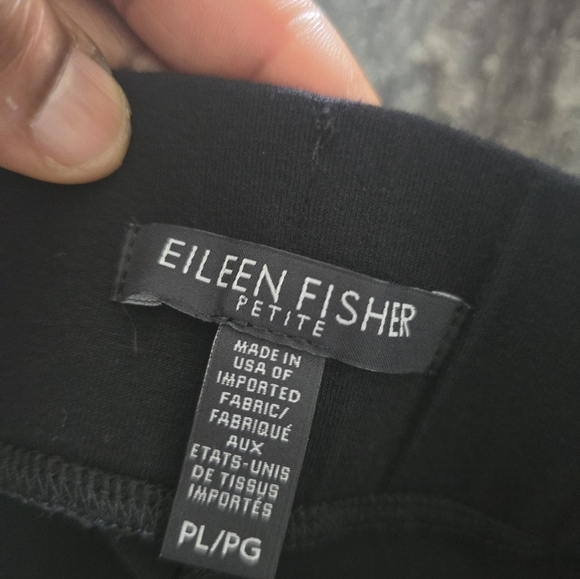 EILEEN FISHER
PETITE
MADE IN
USA OF
IMPORTED
FABRIC/
FABRIQUÉ
AUX
ETATS-UNIS
DE TISSUS
IMPORTÉS
PL/PG